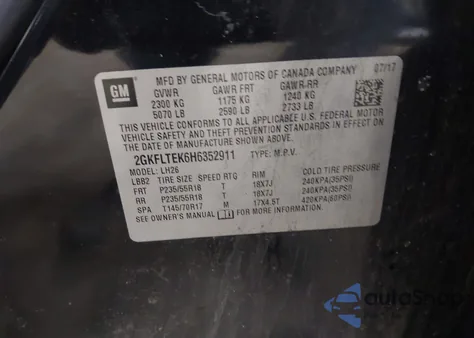 GM
MFD BY GENERAL MOTORS OF CANADA COMPANY 07/17
GVWR GAWR FRT GAWR-RR
2300 KG 1175 KG 1240 KG
5070 LB 2590 LB 2733 LB
THIS VEHICLE CONFORMS TO ALL APPLICABLE U.S. FEDERAL MOTOR
VEHICLE SAFETY AND THEFT PREVENTION STANDARDS IN EFFECT ON
THE DATE OF MANUFACTURE SHOWN ABOVE.
2GKFLTEK6H6352911 TYPE: M.P.V.
MODEL: LH26
LBB2 TIRE SIZE SPEED RTG RIM COLD TIRE PRESSURE
FRT P235/55R18 T 18X7J 240KPA(35PSI)
RR P235/55R18 T 18X7J 240KPA(35PSI)
SPA T145/70R17 M 17X4.5T 420KPA(60PSI)
SEE OWNER'S MANUAL FOR MORE INFORMATION.
autoShop